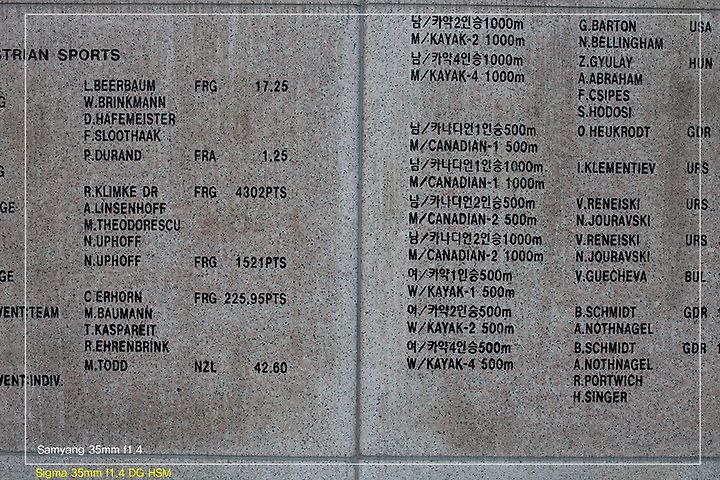 STRIAN SPORTS
L.BEERBAUM FRG 17.25
W.BRINKMANN
D.HAFEMEISTER
F.SLOOTHAAK
P.DURAND FRA 1.25
R.KLIMKE DR FRG 4302PTS
GE A.LINSENHOFF
M.THEODORESCU
N.UPHOFF
N.UPHOFF FRG 1521PTS
GE
C.ERHORN FRG 225.95PTS
VENT:TEAM M.BAUMANN
T.KASPAREIT
R.EHRENBRINK
M.TODD NZL 42.60
VENT:INDIV.
남/카약2인승1000m G.BARTON USA
M/KAYAK-2 1000m N.BELLINGHAM
남/카약4인승1000m Z.GYULAY HUN
M/KAYAK-4 1000m A.ABRAHAM
F.CSIPES
S.HODOSI
남/카나디언1인승500m O.HEUKRODT GDR
M/CANADIAN-1 500m
남/카나디언1인승1000m I.KLEMENTIEV URS
M/CANADIAN-1 1000m
남/카나디언2인승500m V.RENEISKI URS
M/CANADIAN-2 500m N.JOURAVSKI
남/카나디언2인승1000m V.RENEISKI URS
M/CANADIAN-2 1000m N.JOURAVSKI
여/카약1인승500m V.GUECHEVA BUL
W/KAYAK-1 500m
여/카약2인승500m B.SCHMIDT GDR
W/KAYAK-2 500m A.NOTHNAGEL
여/카약4인승500m B.SCHMIDT GDR
W/KAYAK-4 500m A.NOTHNAGEL
R.PORTWICH
H.SINGER
Samyang 35mm f1.4
Sigma 35mm f1.4 DG HSM